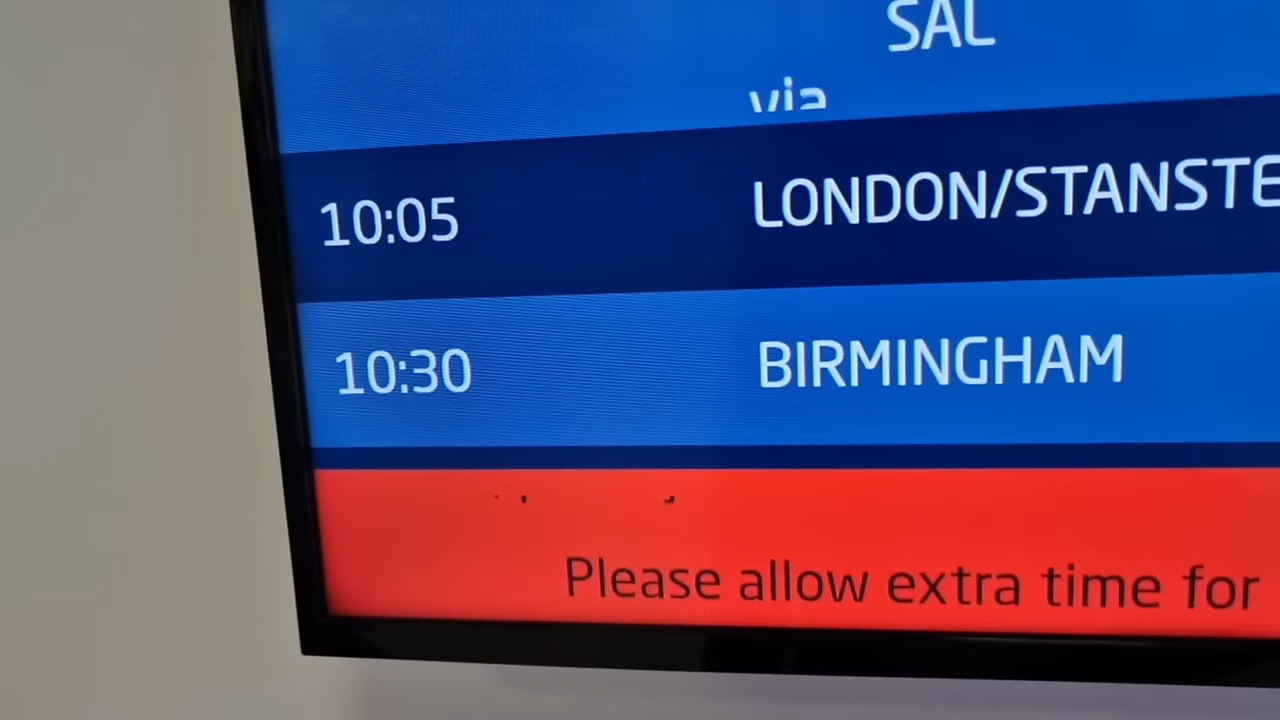 SAL
via
10:05 LONDON/STANSTE
10:30 BIRMINGHAM
Please allow extra time for